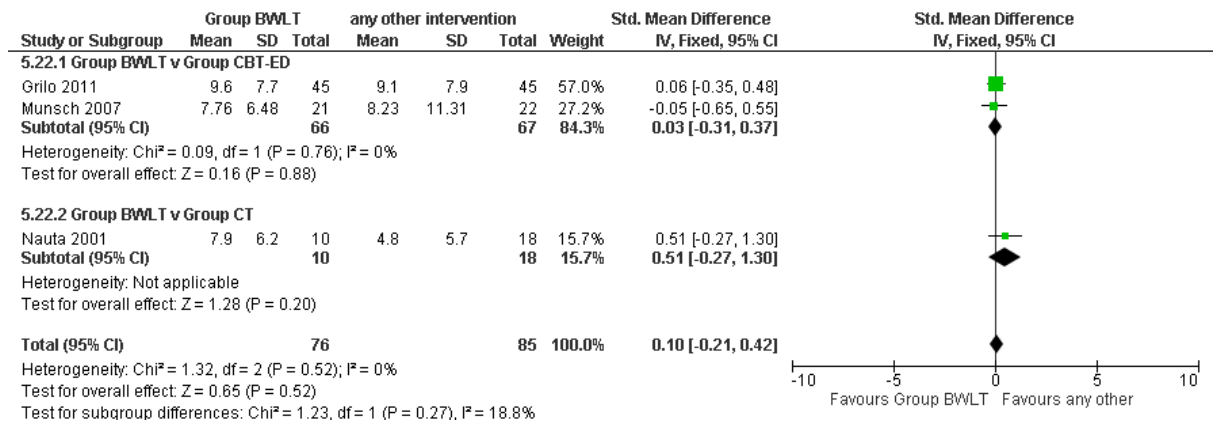 Group BWLT any other intervention Std. Mean Difference Std. Mean Difference
Study or Subgroup Mean SD Total Mean SD Total Weight IV, Fixed, 95% CI IV, Fixed, 95% CI
5.22.1 Group BWLT v Group CBT-ED
Grilo 2011 9.6 7.7 45 9.1 7.9 45 57.0% 0.06 [-0.35, 0.48]
Munsch 2007 7.76 6.48 21 8.23 11.31 22 27.2% -0.05 [-0.65, 0.55]
Subtotal (95% CI) 66 67 84.3% 0.03 [-0.31, 0.37]
Heterogeneity: Chi² = 0.09, df = 1 (P = 0.76); I² = 0%
Test for overall effect: Z = 0.16 (P = 0.88)
5.22.2 Group BWLT v Group CT
Nauta 2001 7.9 6.2 10 4.8 5.7 18 15.7% 0.51 [-0.27, 1.30]
Subtotal (95% CI) 10 18 15.7% 0.51 [-0.27, 1.30]
Heterogeneity: Not applicable
Test for overall effect: Z = 1.28 (P = 0.20)
Total (95% CI) 76 85 100.0% 0.10 [-0.21, 0.42]
Heterogeneity: Chi² = 1.32, df = 2 (P = 0.52); I² = 0%
Test for overall effect: Z = 0.65 (P = 0.52)
Test for subgroup differences: Chi² = 1.23, df = 1 (P = 0.27), I² = 18.8%
-10 -5 0 5 10
Favours Group BWLT Favours any other